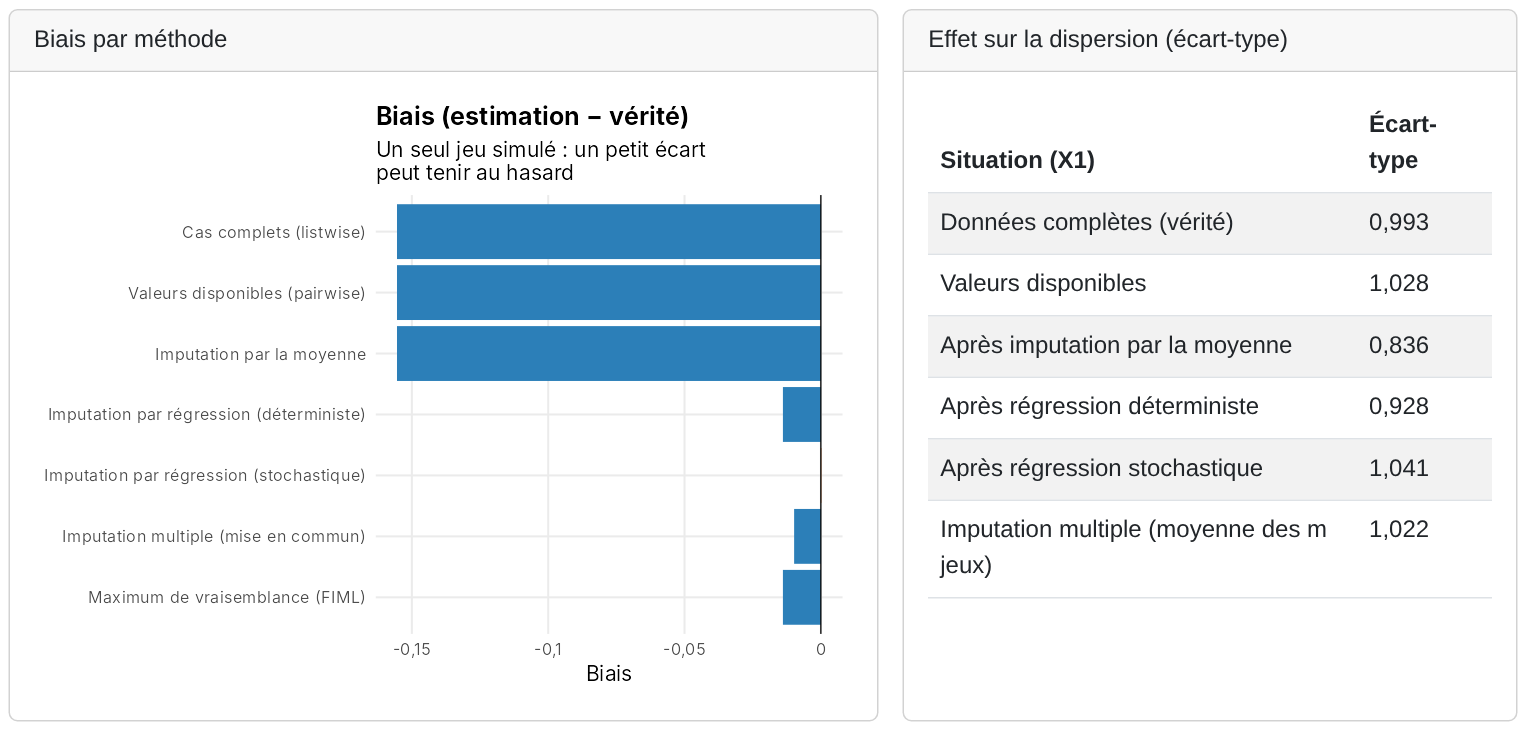 Biais par méthode
Biais (estimation − vérité)
Un seul jeu simulé : un petit écart
peut tenir au hasard
Cas complets (listwise)
Valeurs disponibles (pairwise)
Imputation par la moyenne
Imputation par régression (déterministe)
Imputation par régression (stochastique)
Imputation multiple (mise en commun)
Maximum de vraisemblance (FIML)
-0,15 -0,1 -0,05 0
Biais
Effet sur la dispersion (écart-type)
Situation (X1) Écart-
type
Données complètes (vérité) 0,993
Valeurs disponibles 1,028
Après imputation par la moyenne 0,836
Après régression déterministe 0,928
Après régression stochastique 1,041
Imputation multiple (moyenne des m 1,022
jeux)